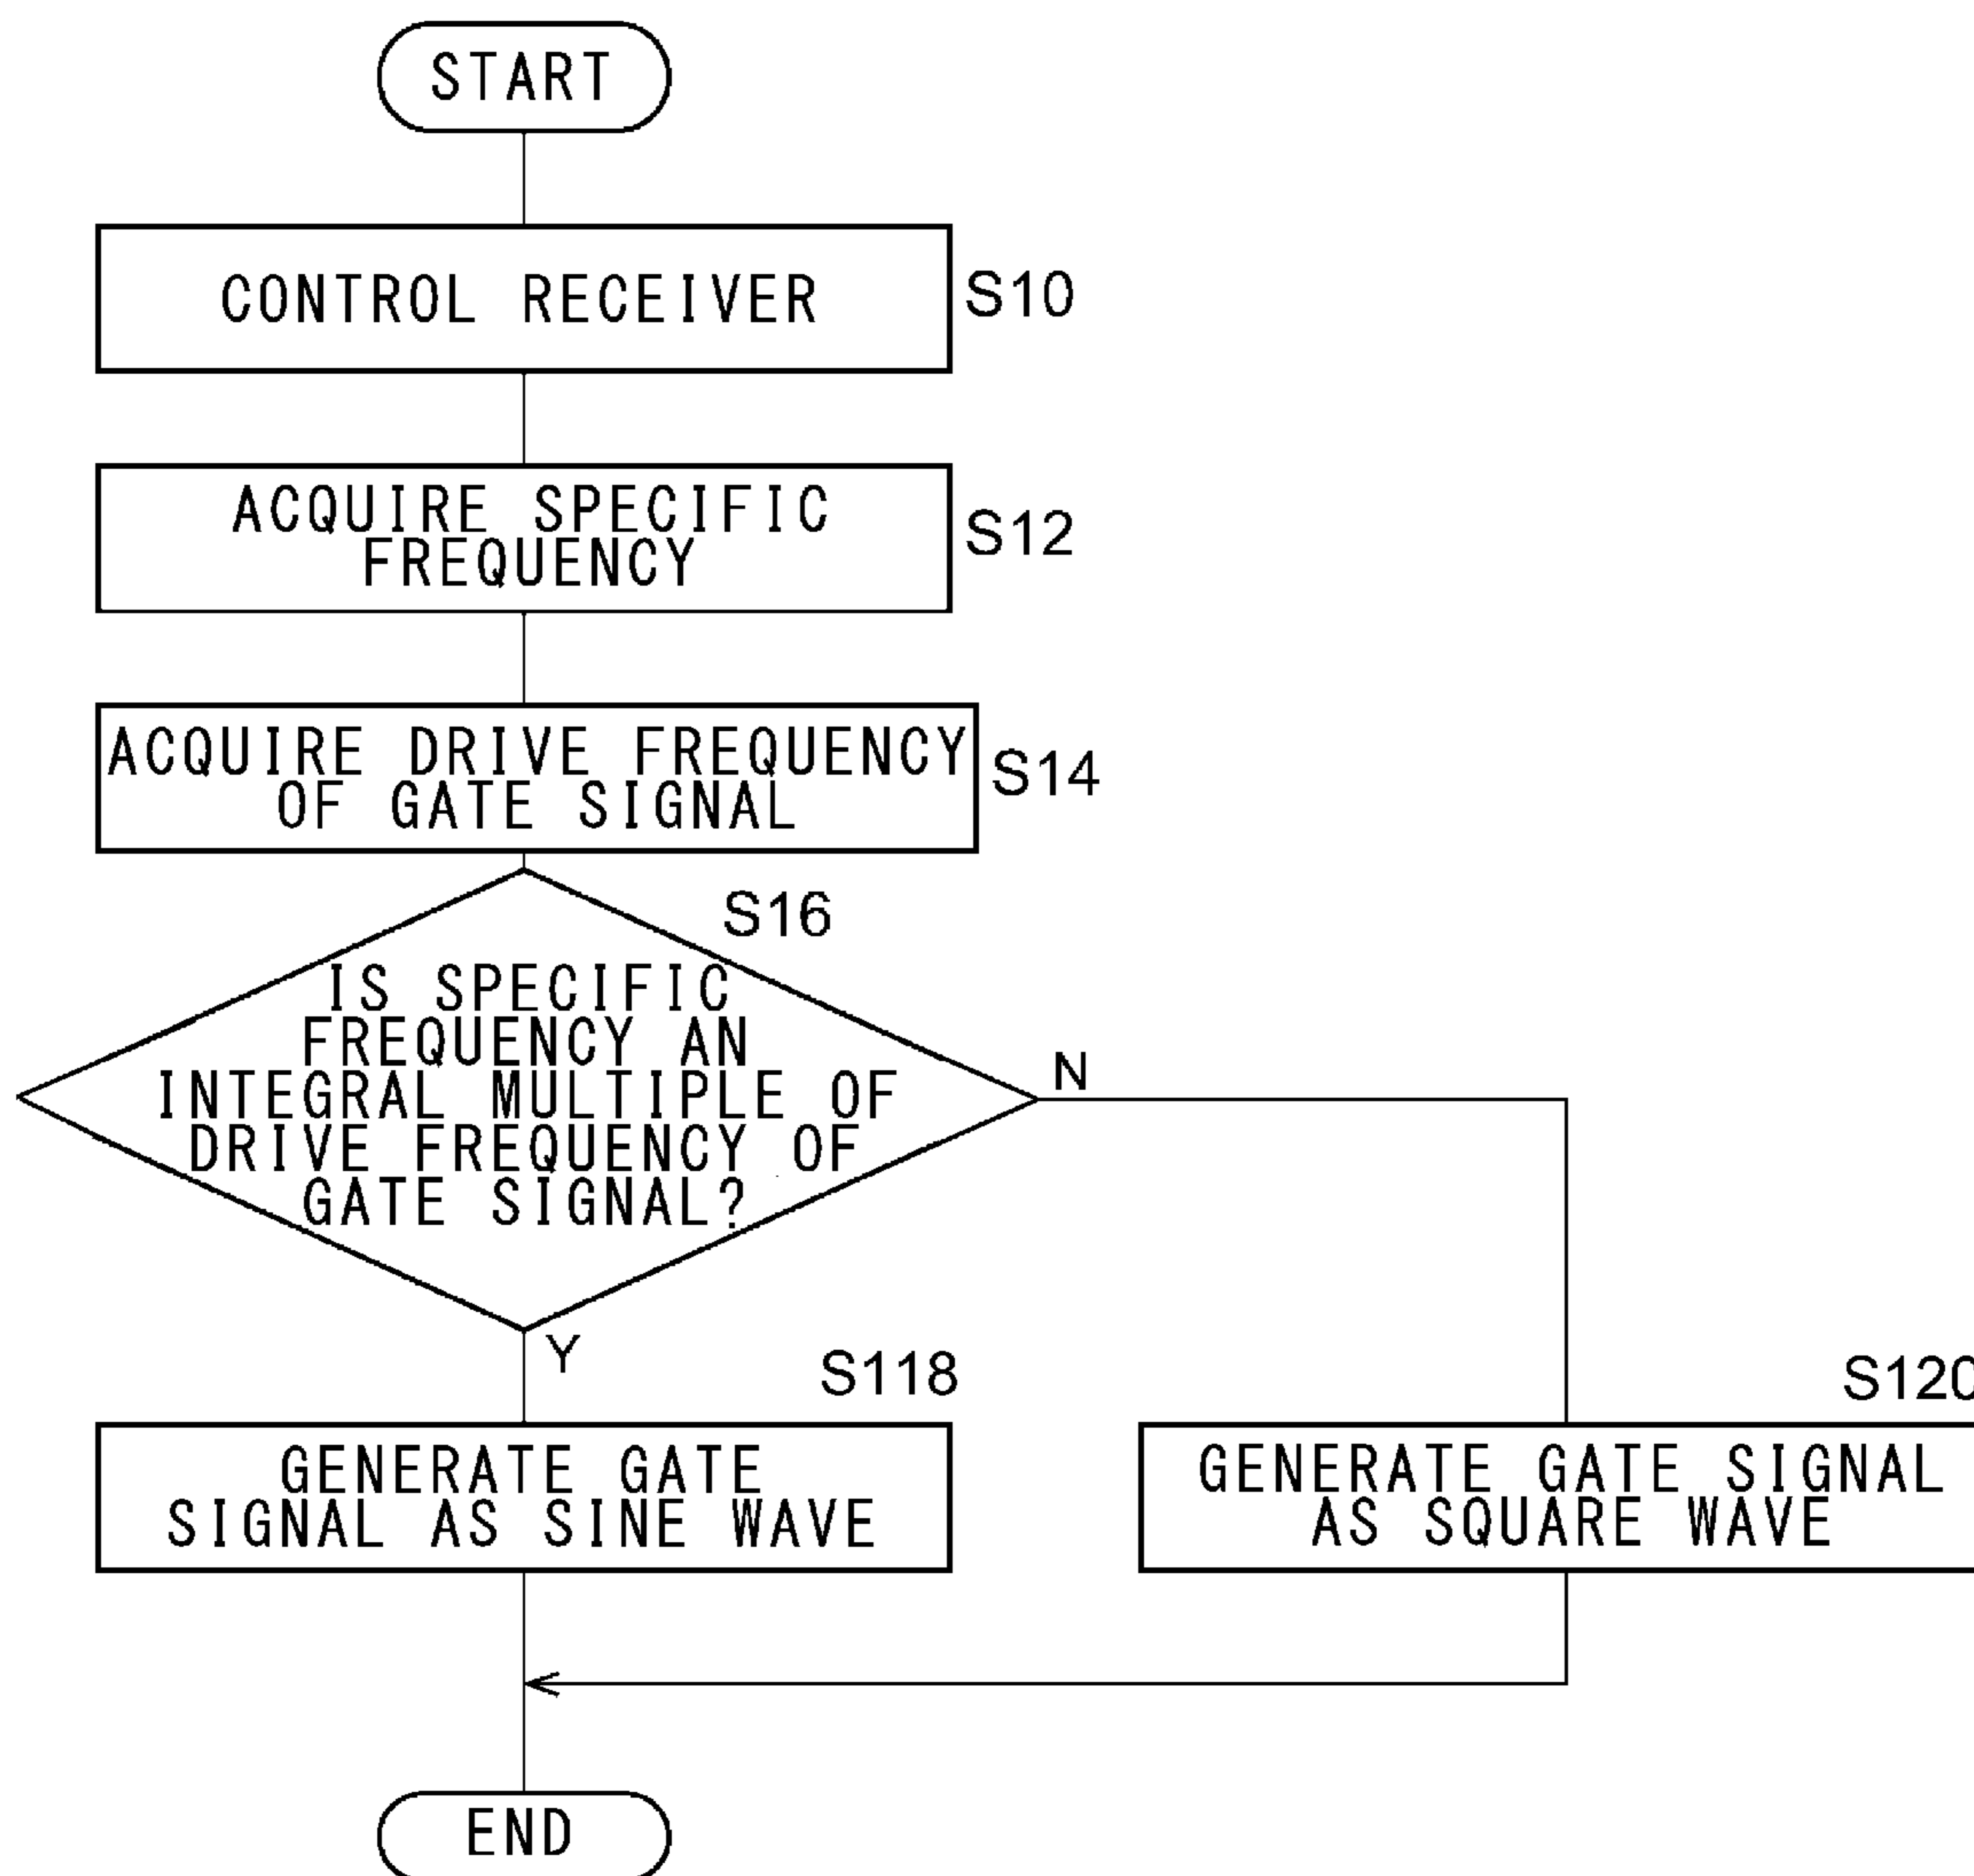 START
CONTROL RECEIVER
S10
ACQUIRE SPECIFIC
FREQUENCY
S12
ACQUIRE DRIVE FREQUENCY
OF GATE SIGNAL
S14
S16
IS SPECIFIC
FREQUENCY AN
INTEGRAL MULTIPLE OF
DRIVE FREQUENCY OF
GATE SIGNAL?
N
Y
S118
GENERATE GATE
SIGNAL AS SINE WAVE
S120
GENERATE GATE SIGNAL
AS SQUARE WAVE
END